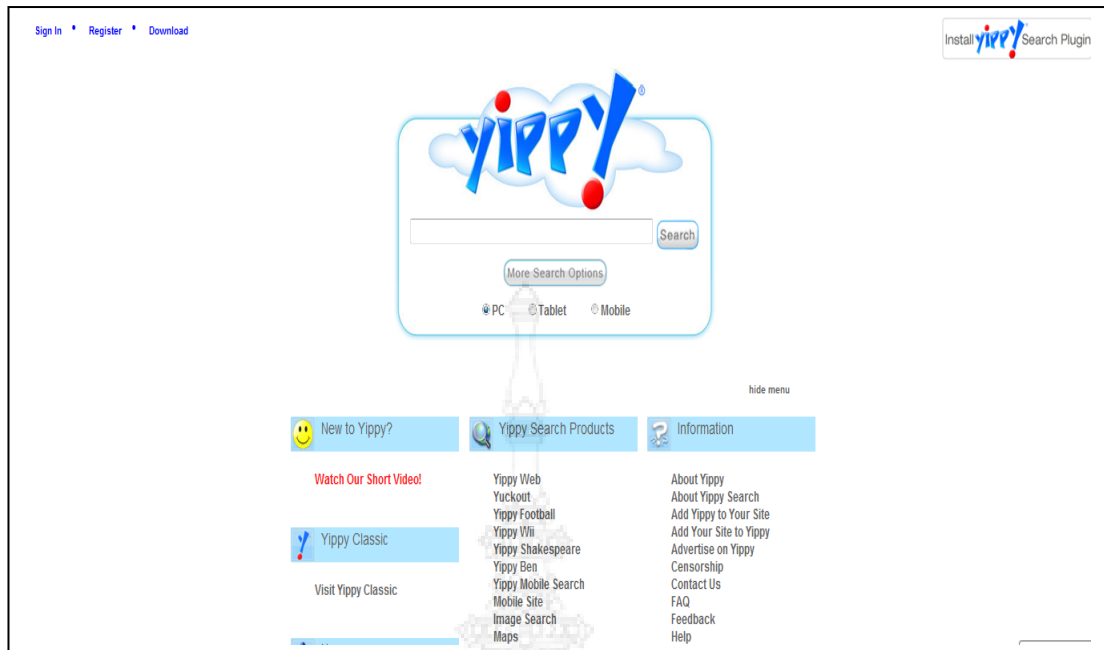 Sign In • Register • Download
Install yippy! Search Plugin
yippy!®
Search
More Search Options
PC Tablet Mobile
hide menu
New to Yippy?
Watch Our Short Video!
Yippy Classic
Visit Yippy Classic
Yippy Search Products
Yippy Web
Yuckout
Yippy Football
Yippy Wii
Yippy Shakespeare
Yippy Ben
Yippy Mobile Search
Mobile Site
Image Search
Maps
Information
About Yippy
About Yippy Search
Add Yippy to Your Site
Add Your Site to Yippy
Advertise on Yippy
Censorship
Contact Us
FAQ
Feedback
Help